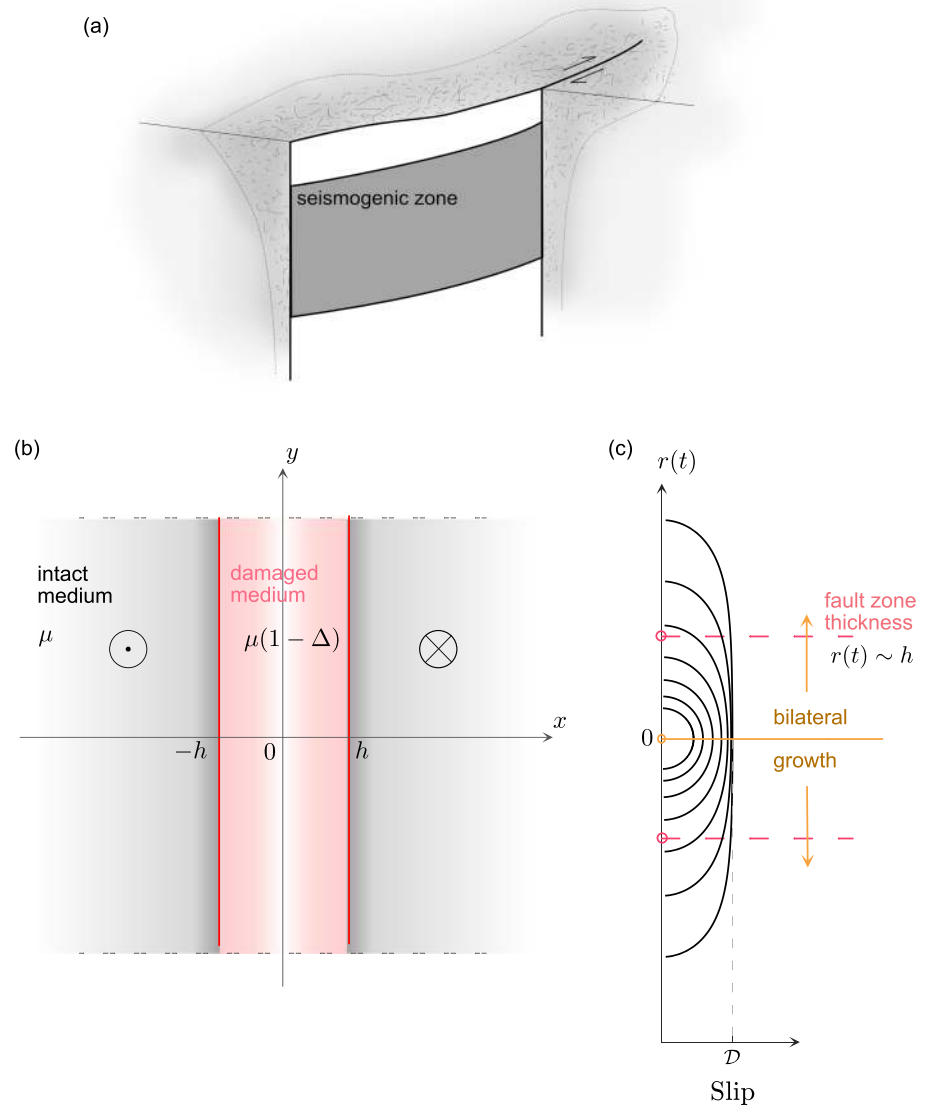 (a)
seismogenic zone
(b)
y
intact
medium
damaged
medium
μ
μ(1 − Δ)
x
−h
0
h
(c)
r(t)
fault zone
thickness
r(t) ∼ h
bilateral
0
growth
𝒟
Slip